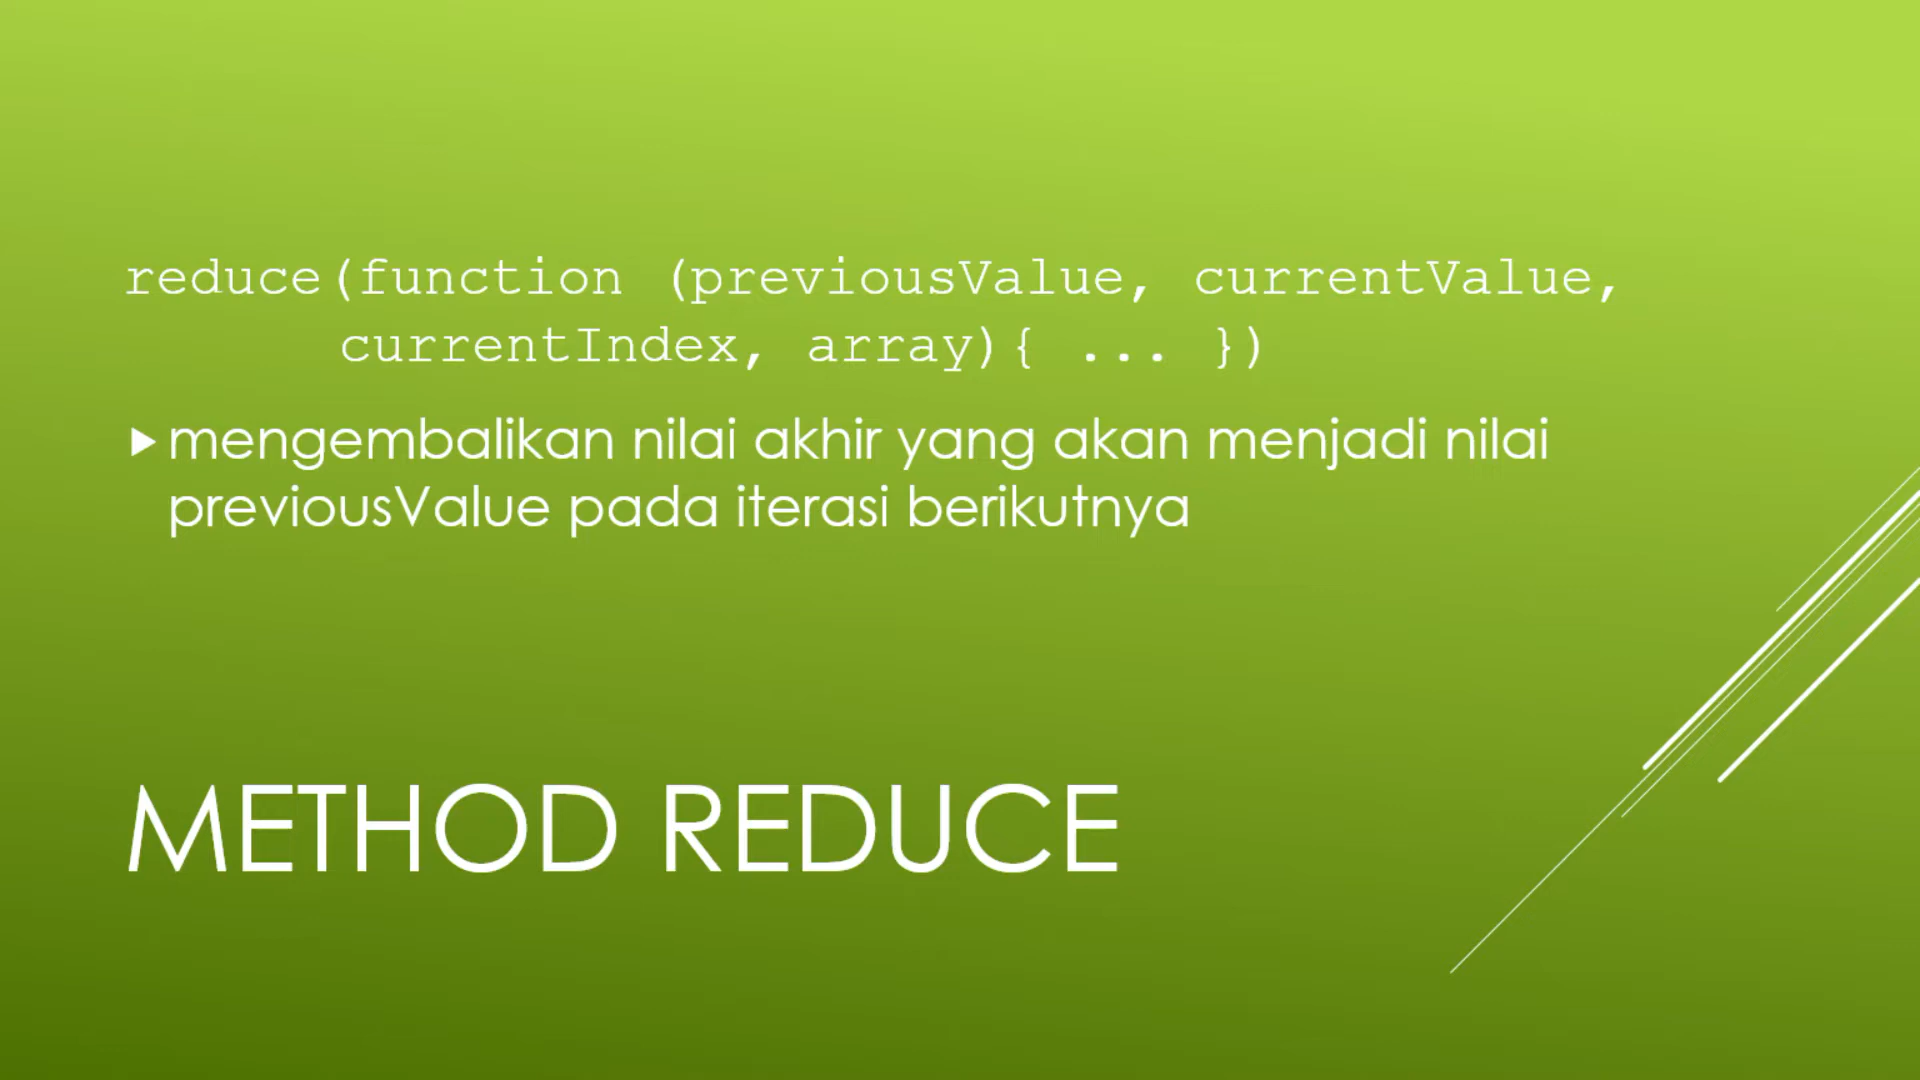 reduce(function (previousValue, currentValue,
currentIndex, array){ ... })
mengembalikan nilai akhir yang akan menjadi nilai
previousValue pada iterasi berikutnya
METHOD REDUCE